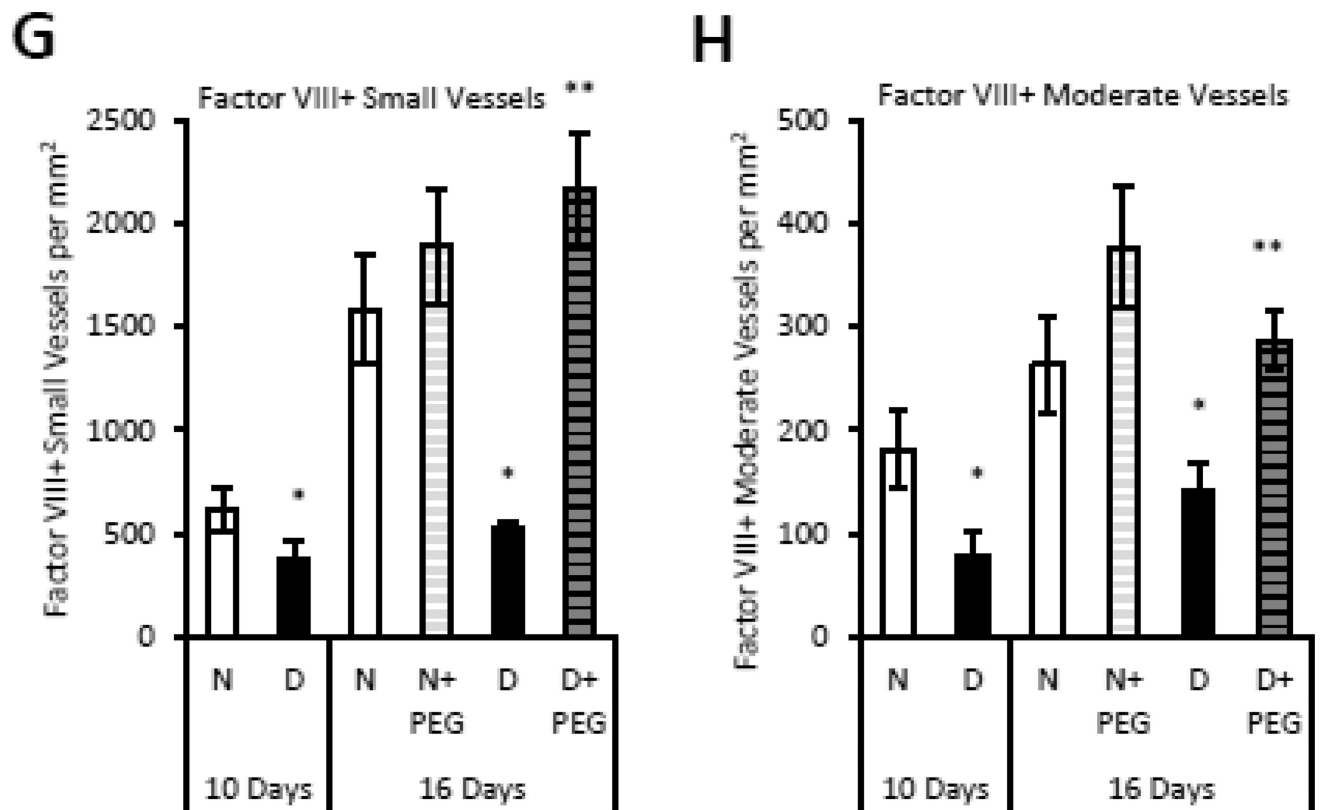 G
Factor VIII+ Small Vessels **
Factor VIII+ Small Vessels per mm²
2500
2000
1500
1000
500
0
*
*
N D N N+ D D+
PEG PEG
10 Days 16 Days
H
Factor VIII+ Moderate Vessels
Factor VIII+ Moderate Vessels per mm²
500
400
300
200
100
0
*
*
**
N D N N+ D D+
PEG PEG
10 Days 16 Days